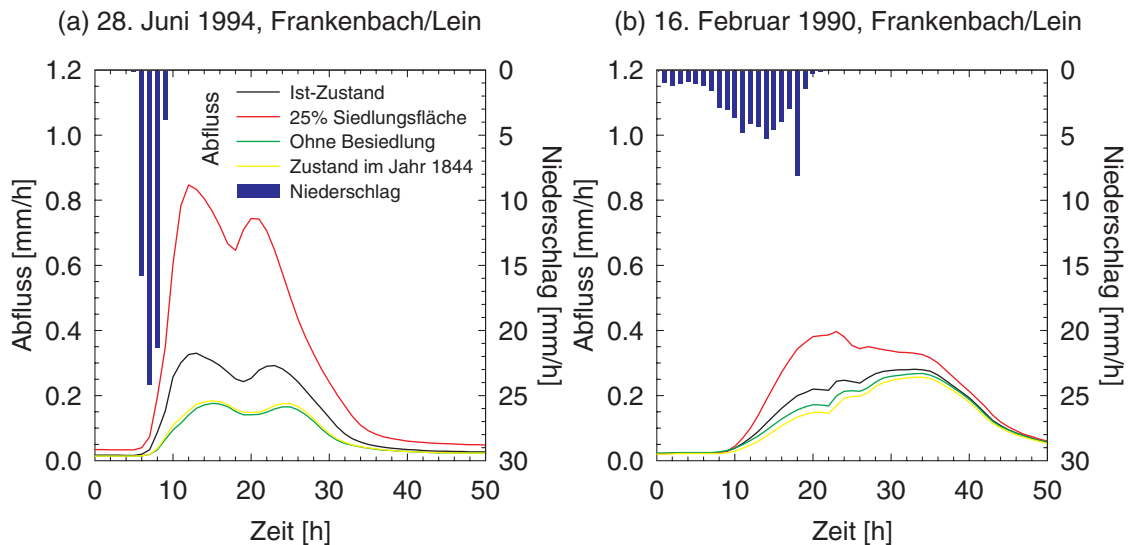 (a) 28. Juni 1994, Frankenbach/Lein
(b) 16. Februar 1990, Frankenbach/Lein
Abfluss [mm/h]
1.2
1.0
0.8
0.6
0.4
0.2
0.0
0
10
20
30
40
50
Zeit [h]
0
5
10
15
20
25
30
Niederschlag [mm/h]
Abfluss
Ist-Zustand
25% Siedlungsfläche
Ohne Besiedlung
Zustand im Jahr 1844
Niederschlag
Abfluss [mm/h]
1.2
1.0
0.8
0.6
0.4
0.2
0.0
0
10
20
30
40
50
Zeit [h]
0
5
10
15
20
25
30
Niederschlag [mm/h]